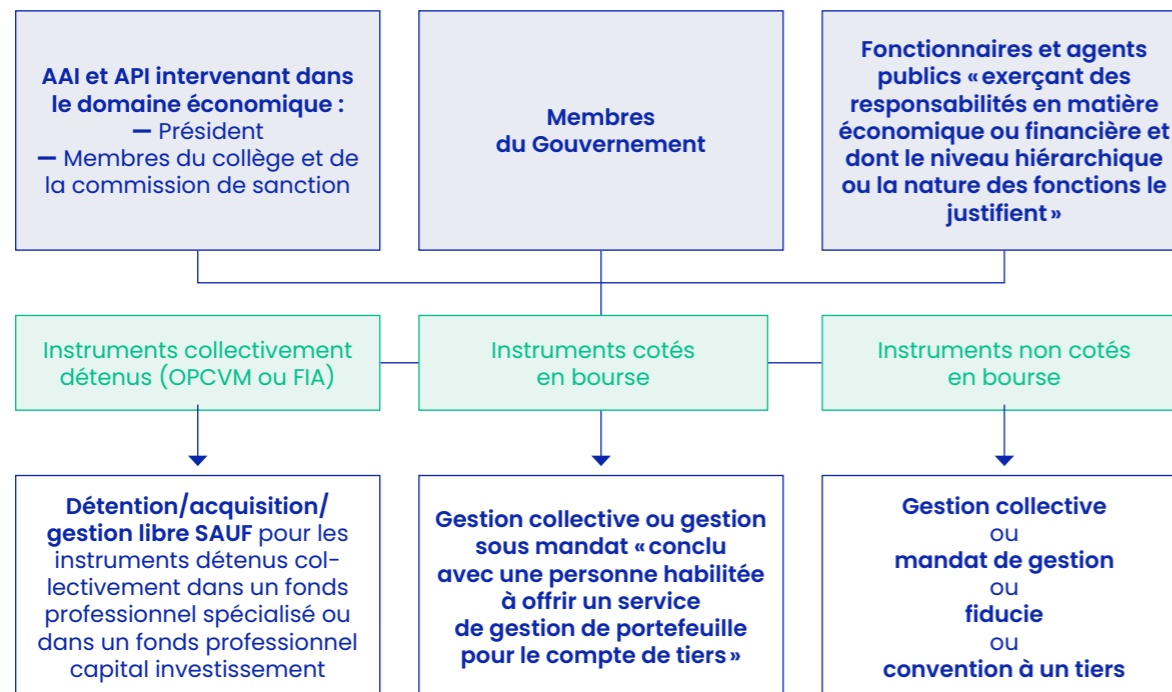 AAI et API intervenant dans
le domaine économique :
— Président
— Membres du collège et de
la commission de sanction
Membres
du Gouvernement
Fonctionnaires et agents
publics « exerçant des
responsabilités en matière
économique ou financière et
dont le niveau hiérarchique
ou la nature des fonctions le
justifient »
Instruments collectivement
détenus (OPCVM ou FIA)
Instruments cotés
en bourse
Instruments non cotés
en bourse
Détention/acquisition/
gestion libre SAUF pour les
instruments détenus col-
lectivement dans un fonds
professionnel spécialisé ou
dans un fonds professionnel
capital investissement
Gestion collective ou gestion
sous mandat « conclu
avec une personne habilitée
à offrir un service
de gestion de portefeuille
pour le compte de tiers »
Gestion collective
ou
mandat de gestion
ou
fiducie
ou
convention à un tiers